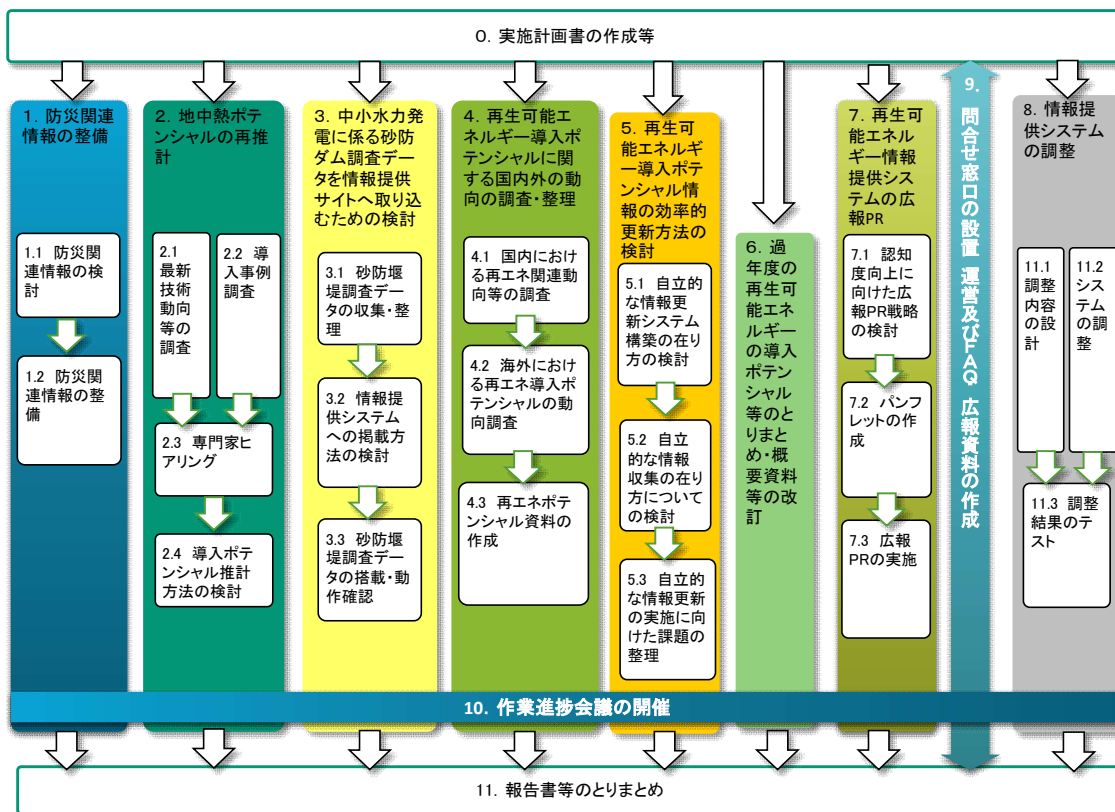 0. 実施計画書の作成等
1. 防災関連
情報の整備
1.1 防災関
連情報の検
討
1.2 防災関
連情報の整
備
2. 地中熱ポテ
ンシャルの再推
計
2.1
最新
技術
動向
等の
調査
2.2 導
入事例
調査
2.3 専門家ヒ
アリング
2.4 導入ポテ
ンシャル推計
方法の検討
3. 中小水力発
電に係る砂防
ダム調査デー
タを情報提供
サイトへ取り込
むための検討
3.1 砂防堰
堤調査デー
タの収集・整
理
3.2 情報提
供システム
への掲載方
法の検討
3.3 砂防堰
堤調査デー
タの搭載・動
作確認
4. 再生可能エ
ネルギー導入ポ
テンシャルに関
する国内外の動
向の調査・整理
4.1 国内にお
ける再エネ関連動
向等の調査
4.2 海外にお
ける再エネ導入ポ
テンシャルの動
向調査
4.3 再エネポテ
ンシャル資料の
作成
5. 再生可
能エネルギ
ー導入ポテ
ンシャル情
報の効率的
更新方法の
検討
5.1 自立的
な情報更
新システム
構築の在り
方の検討
5.2 自立
的な情報
収集の在り
方について
の検討
5.3 自立的
な情報更新
の実施に向
けた課題の
整理
6. 過
年度の
再生可
能エネ
ルギー
の導入
ポテン
シャル
等のと
りまと
め・概
要資料
等の改
訂
7. 再生可
能エネル
ギー情報
提供シス
テムの広
報PR
7.1 認知
度向上に
向けた広
報PR戦略
の検討
7.2 パンフ
レットの作
成
7.3 広報
PRの実施
9. 問合せ窓口の設置 運営及びFAQ 広報資料の作成
8. 情報提
供システム
の調整
11.1
調整
内容
の設
計
11.2
システ
ムの調
整
11.3 調整
結果のテ
スト
10. 作業進捗会議の開催
11. 報告書等のとりまとめ